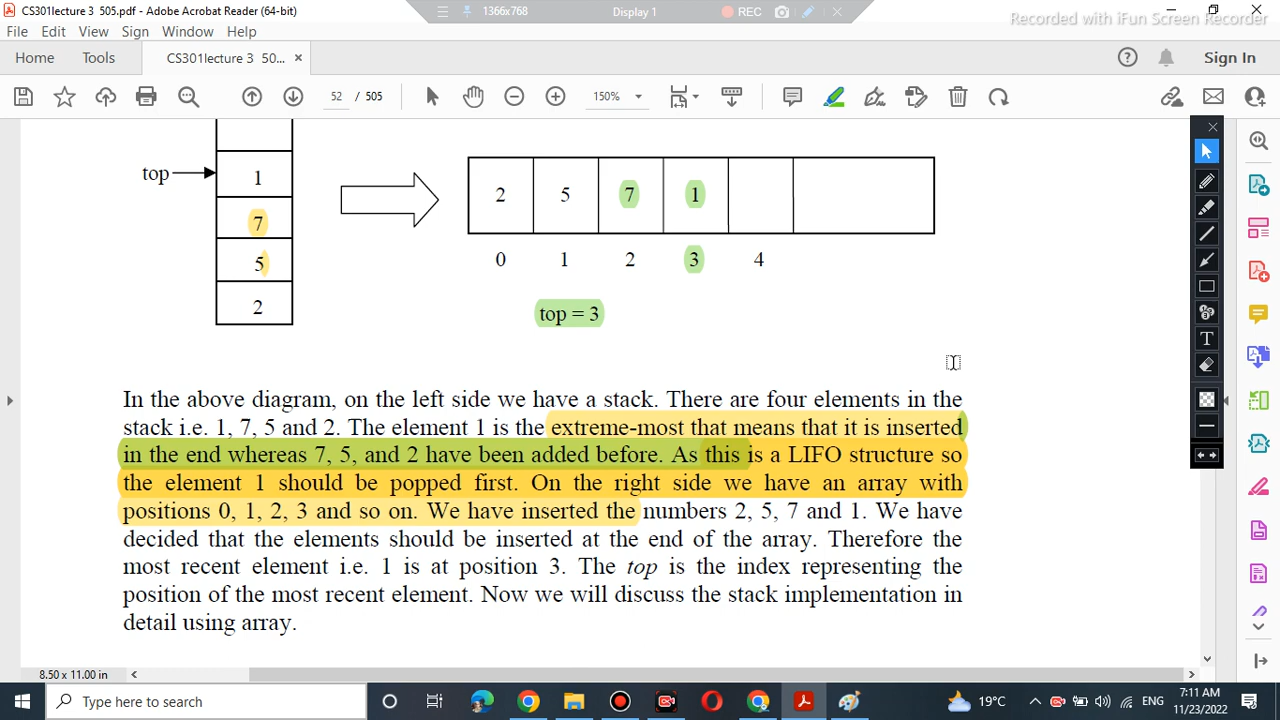 CS301lecture 3 505.pdf - Adobe Acrobat Reader (64-bit)
1366x768
Display 1
REC
Recorded with iFun Screen Recorder
File Edit View Sign Window Help
Home Tools CS301lecture 3 50... × Sign In
52 / 505 150%
top 1
7
5
2
2 5 7 1
0 1 2 3 4
top = 3
In the above diagram, on the left side we have a stack. There are four elements in the
stack i.e. 1, 7, 5 and 2. The element 1 is the extreme-most that means that it is inserted
in the end whereas 7, 5, and 2 have been added before. As this is a LIFO structure so
the element 1 should be popped first. On the right side we have an array with
positions 0, 1, 2, 3 and so on. We have inserted the numbers 2, 5, 7 and 1. We have
decided that the elements should be inserted at the end of the array. Therefore the
most recent element i.e. 1 is at position 3. The top is the index representing the
position of the most recent element. Now we will discuss the stack implementation in
detail using array.
8.50 x 11.00 in
Type here to search
19°C
ENG
7:11 AM
11/23/2022